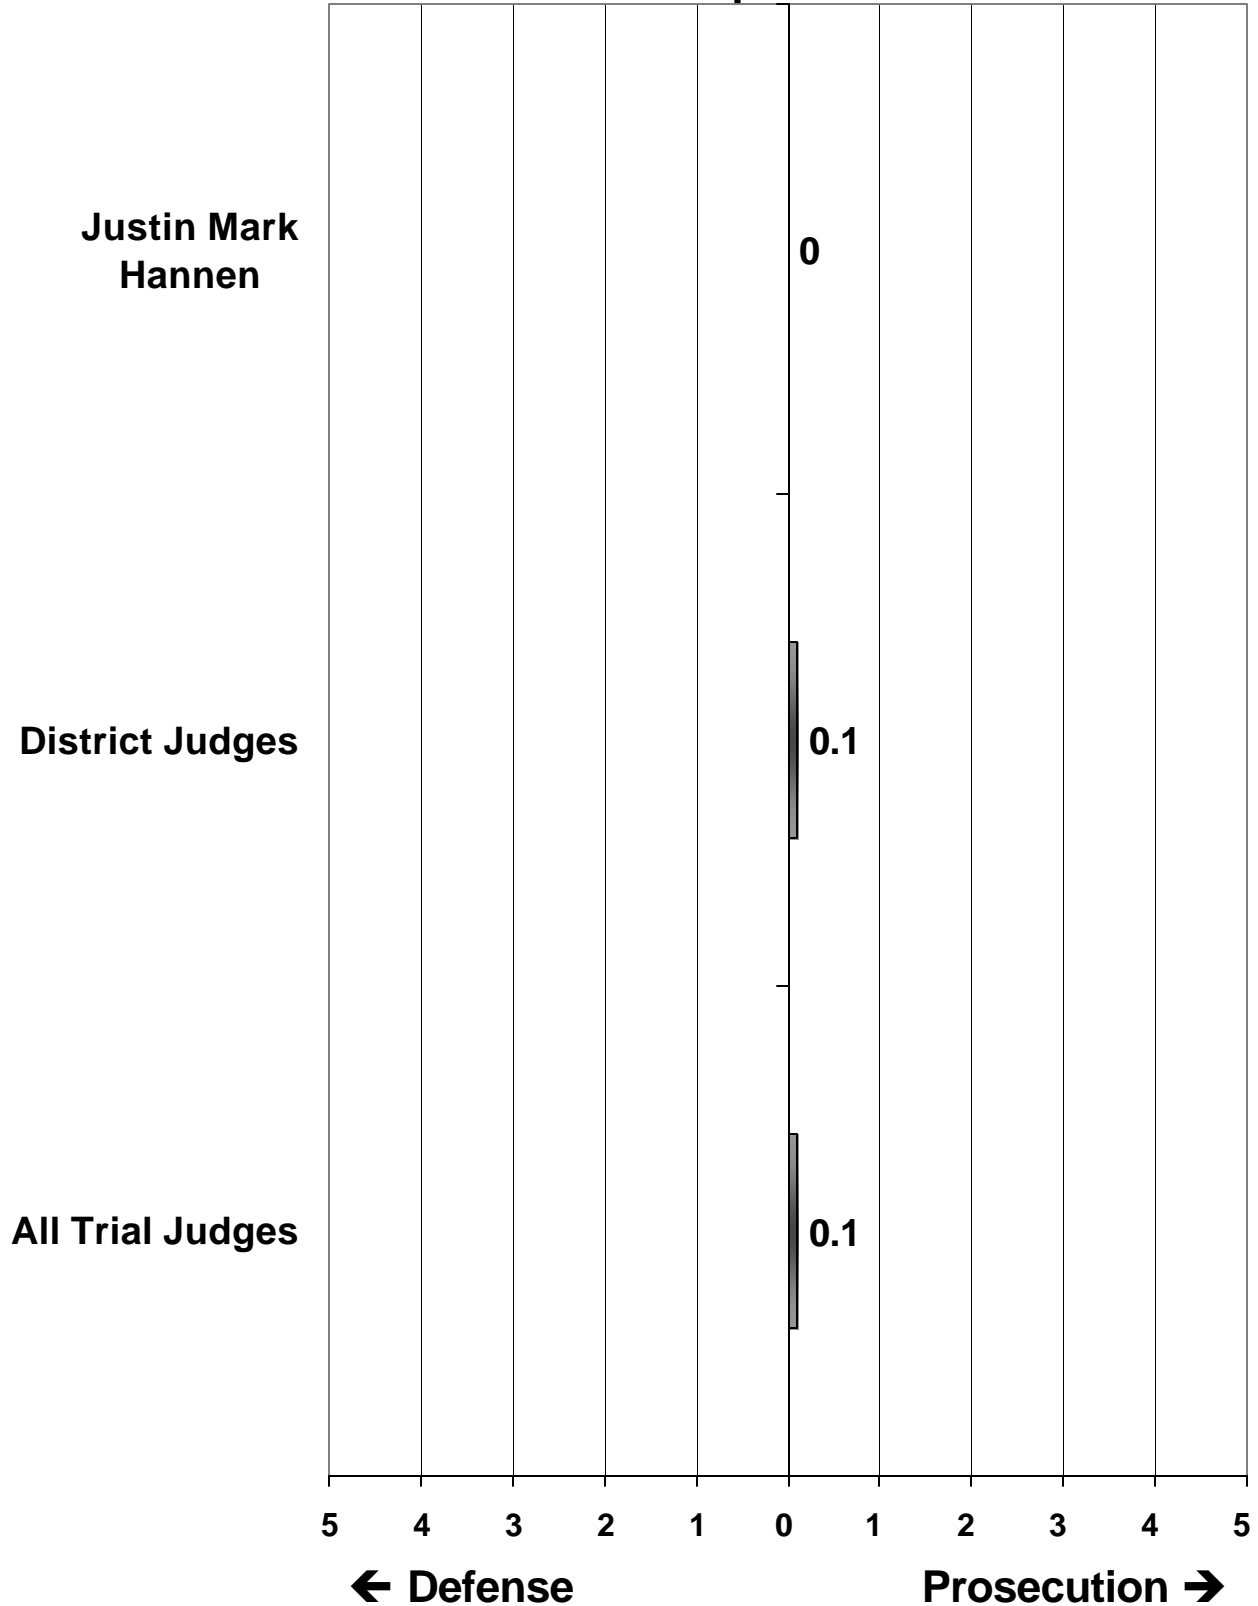 Justin Mark
Hannen
0
District Judges
0.1
All Trial Judges
0.1
5 4 3 2 1 0 1 2 3 4 5
← Defense Prosecution →